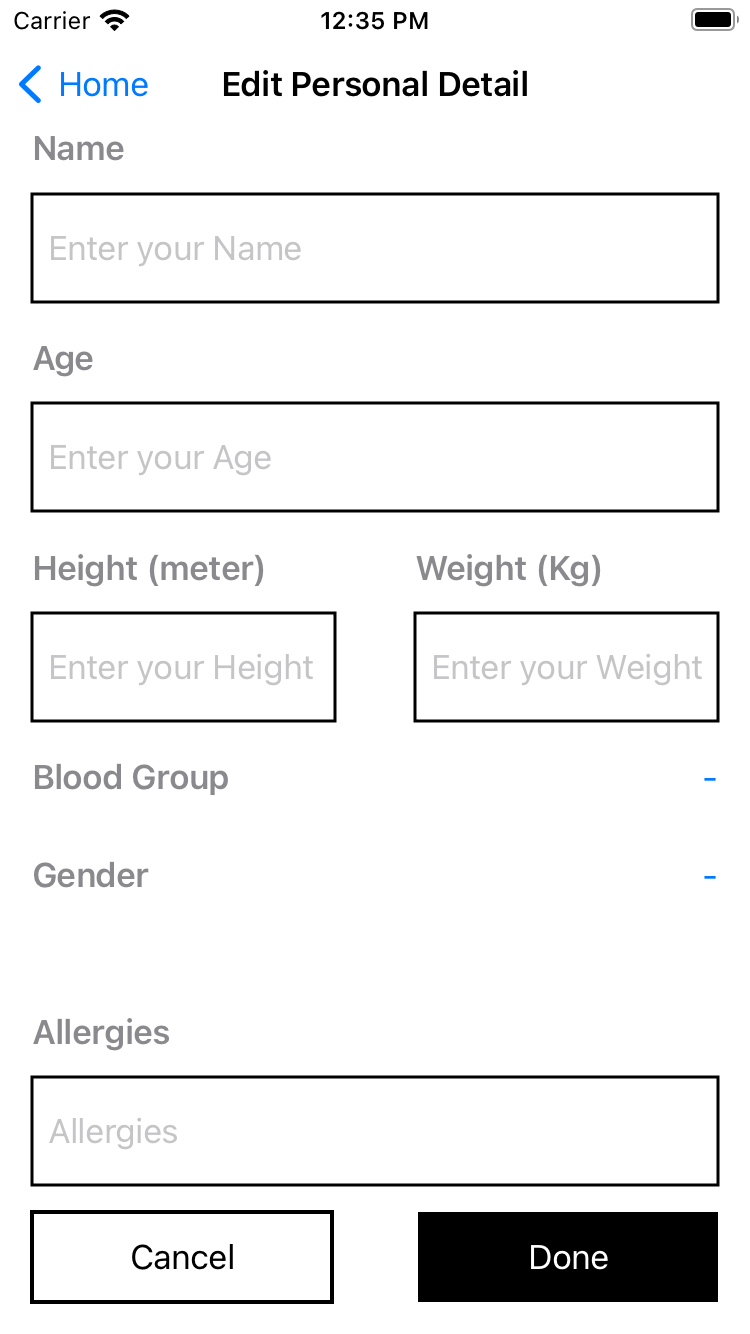 Carrier 12:35 PM
Home Edit Personal Detail
Name
Enter your Name
Age
Enter your Age
Height (meter) Weight (Kg)
Enter your Height Enter your Weight
Blood Group -
Gender -
Allergies
Allergies
Cancel Done